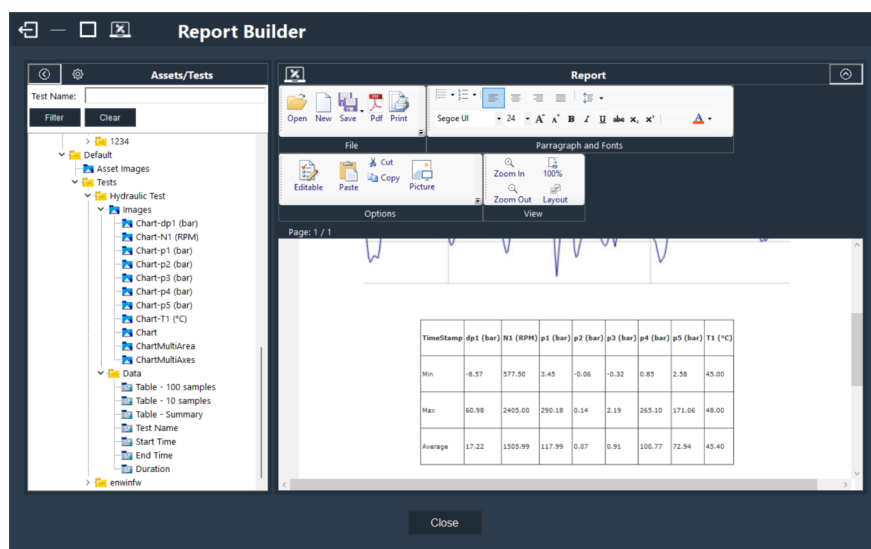 Report Builder
Assets/Tests
Test Name:
Filter Clear
1234
Default
Asset Images
Tests
Hydraulic Test
Images
Chart-dp1 (bar)
Chart-N1 (RPM)
Chart-p1 (bar)
Chart-p2 (bar)
Chart-p3 (bar)
Chart-p4 (bar)
Chart-p5 (bar)
Chart-T1 (°C)
Chart
ChartMultiArea
ChartMultiAxes
Data
Table - 100 samples
Table - 10 samples
Table - Summary
Test Name
Start Time
End Time
Duration
enwinfw
Report
Open New Save Pdf Print
File
Segoe UI 24 A A B I U abc x, x² A
Parragraph and Fonts
Editable Paste Cut Copy Picture
Options
Zoom In 100%
Zoom Out Layout
View
Page: 1 / 1
TimeStamp dp1 (bar) N1 (RPM) p1 (bar) p2 (bar) p3 (bar) p4 (bar) p5 (bar) T1 (°C)
Min -8.57 577.50 3.45 -0.06 -0.32 0.85 2.58 45.00
Max 60.98 2405.00 290.18 0.14 2.19 265.10 171.06 48.00
Average 17.22 1505.99 117.99 0.07 0.91 100.77 72.94 45.40
Close